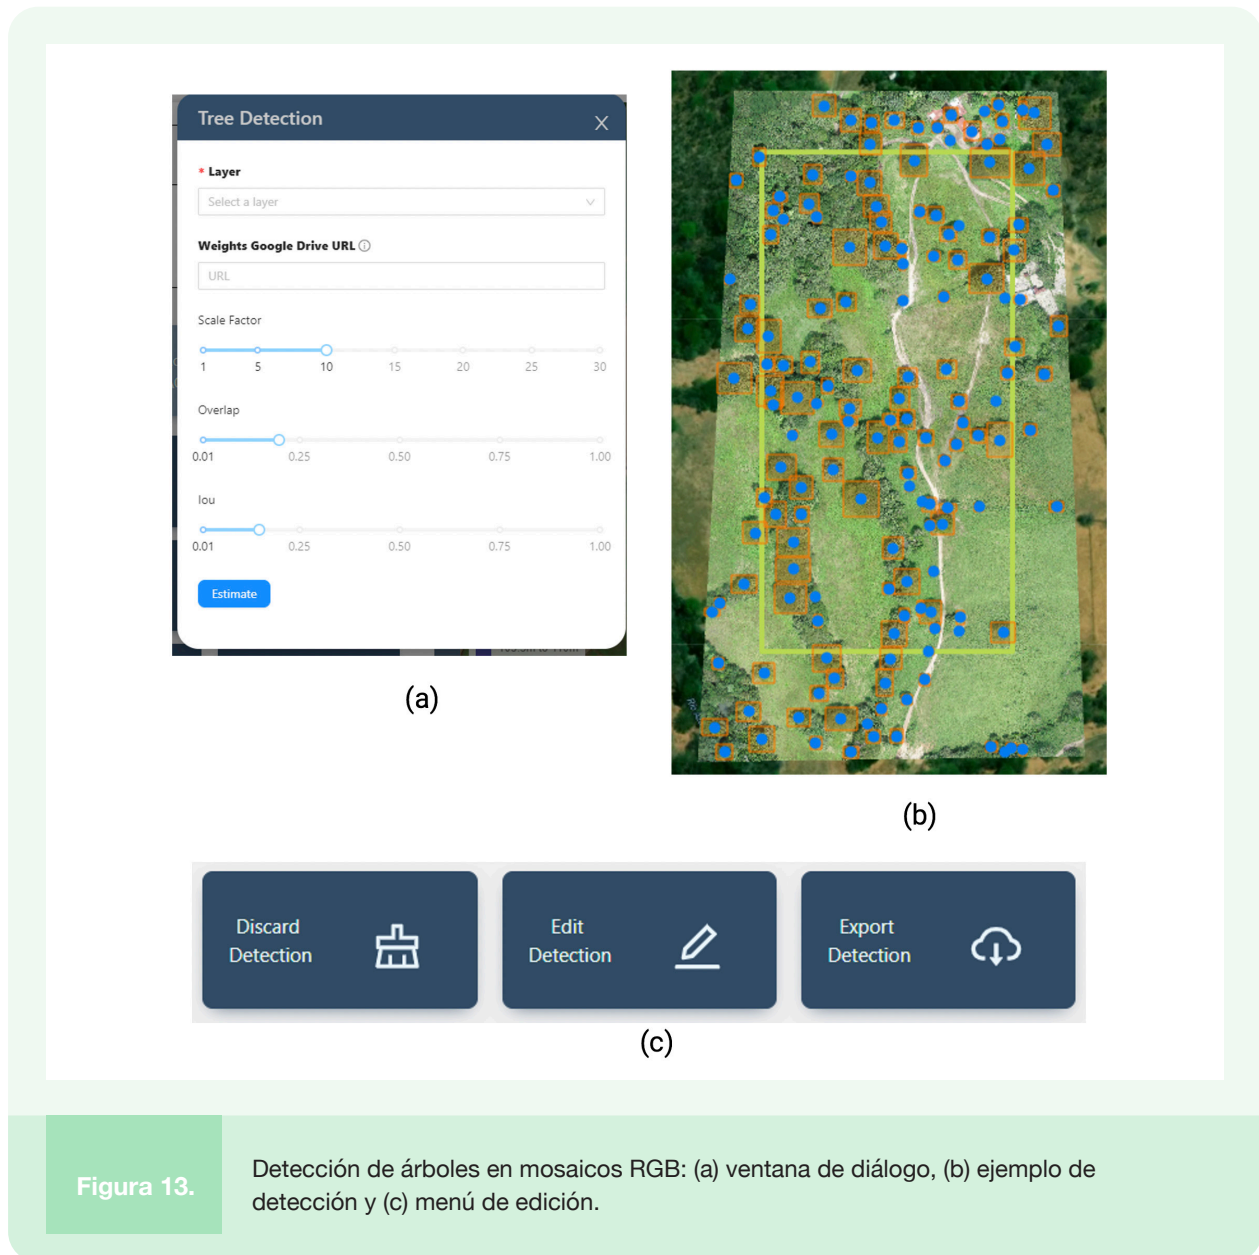 Tree Detection
* Layer
Select a layer
Weights Google Drive URL
URL
Scale Factor
1 5 10 15 20 25 30
Overlap
0.01 0.25 0.50 0.75 1.00
Iou
0.01 0.25 0.50 0.75 1.00
Estimate
(a)
(b)
Discard
Detection
Edit
Detection
Export
Detection
(c)
Figura 13.
Detección de árboles en mosaicos RGB: (a) ventana de diálogo, (b) ejemplo de
detección y (c) menú de edición.